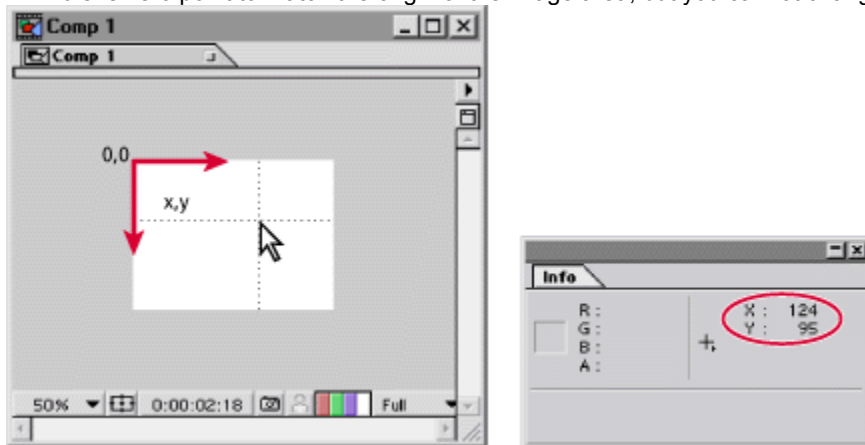 Comp 1
Comp 1
0,0
x,y
50%
0:00:02:18
Full
Info
R :
G :
B :
A :
X : 124
Y : 95